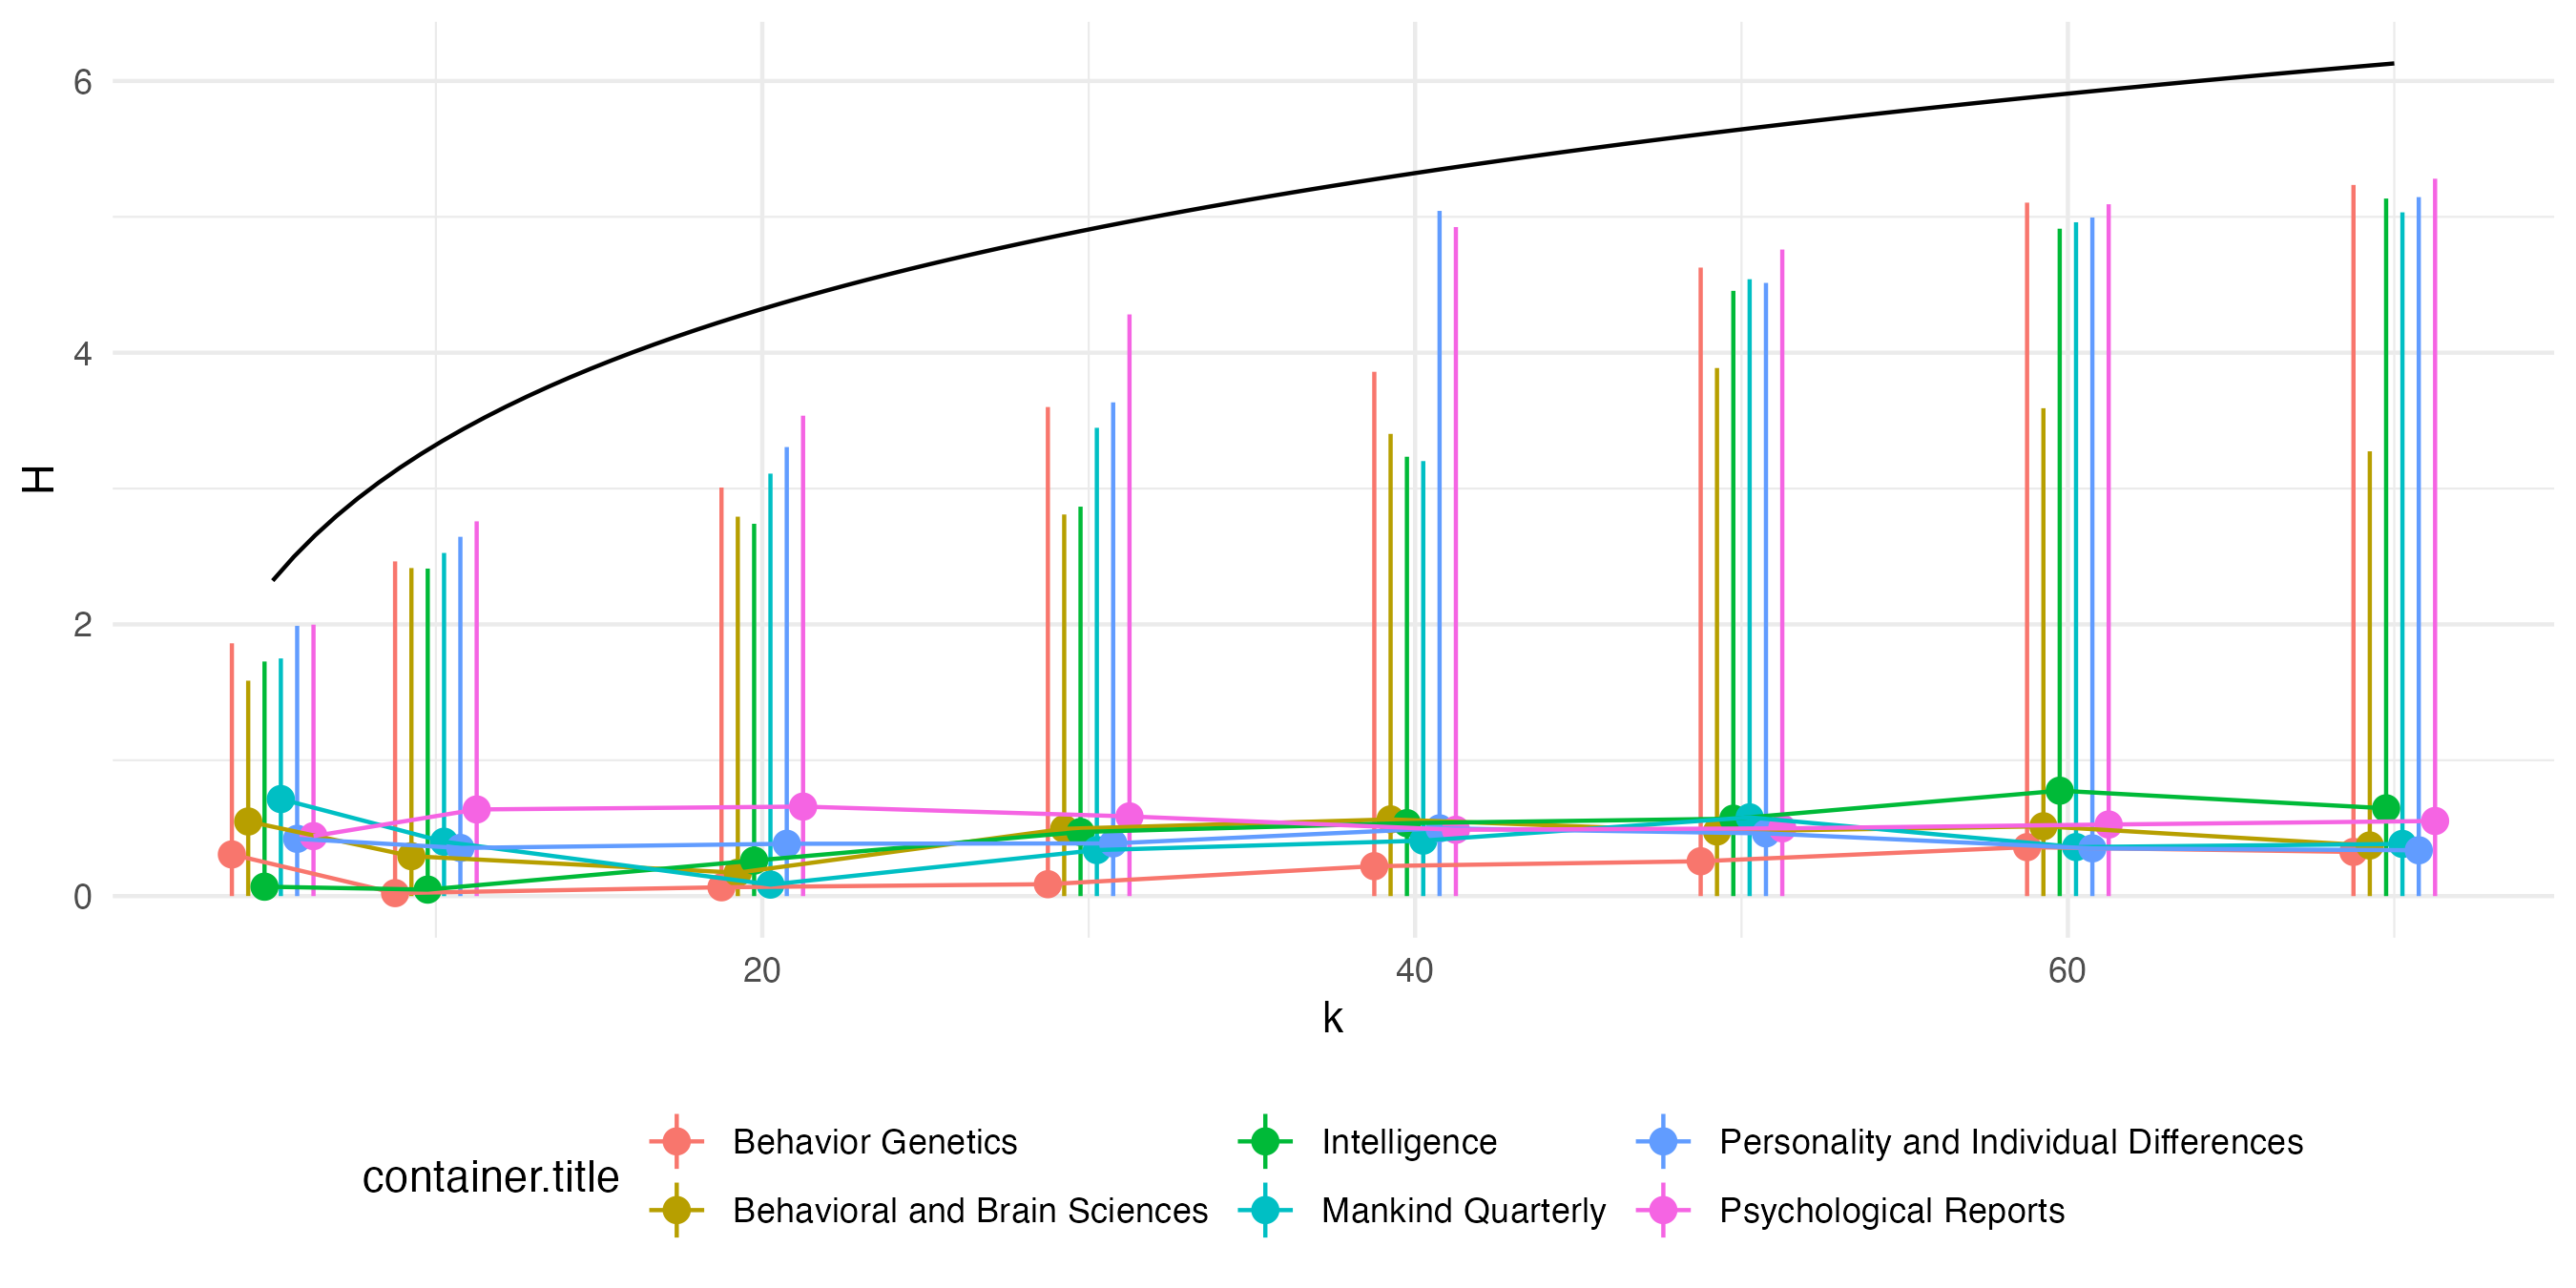 6
4
2
0
H
20 40 60
k
container.title
Behavior Genetics Intelligence Personality and Individual Differences
Behavioral and Brain Sciences Mankind Quarterly Psychological Reports